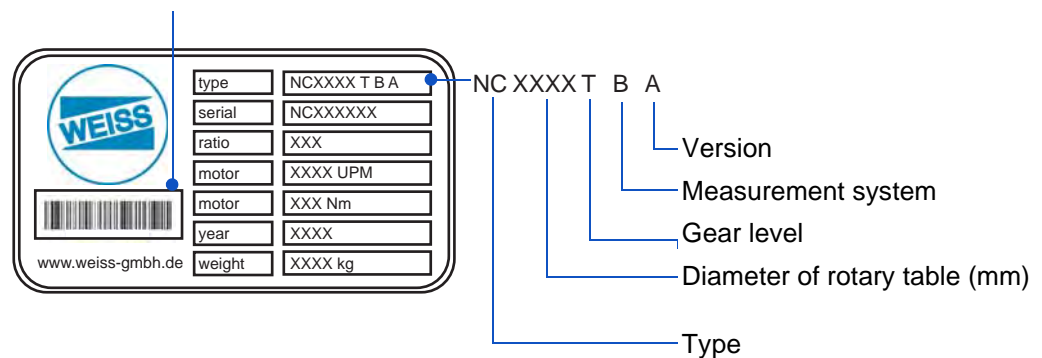 WEISS
www.weiss-gmbh.de
type NCXXXX T B A
serial NCXXXXXX
ratio XXX
motor XXXX UPM
motor XXX Nm
year XXXX
weight XXXX kg
NC XXXX T B A
Version
Measurement system
Gear level
Diameter of rotary table (mm)
Type